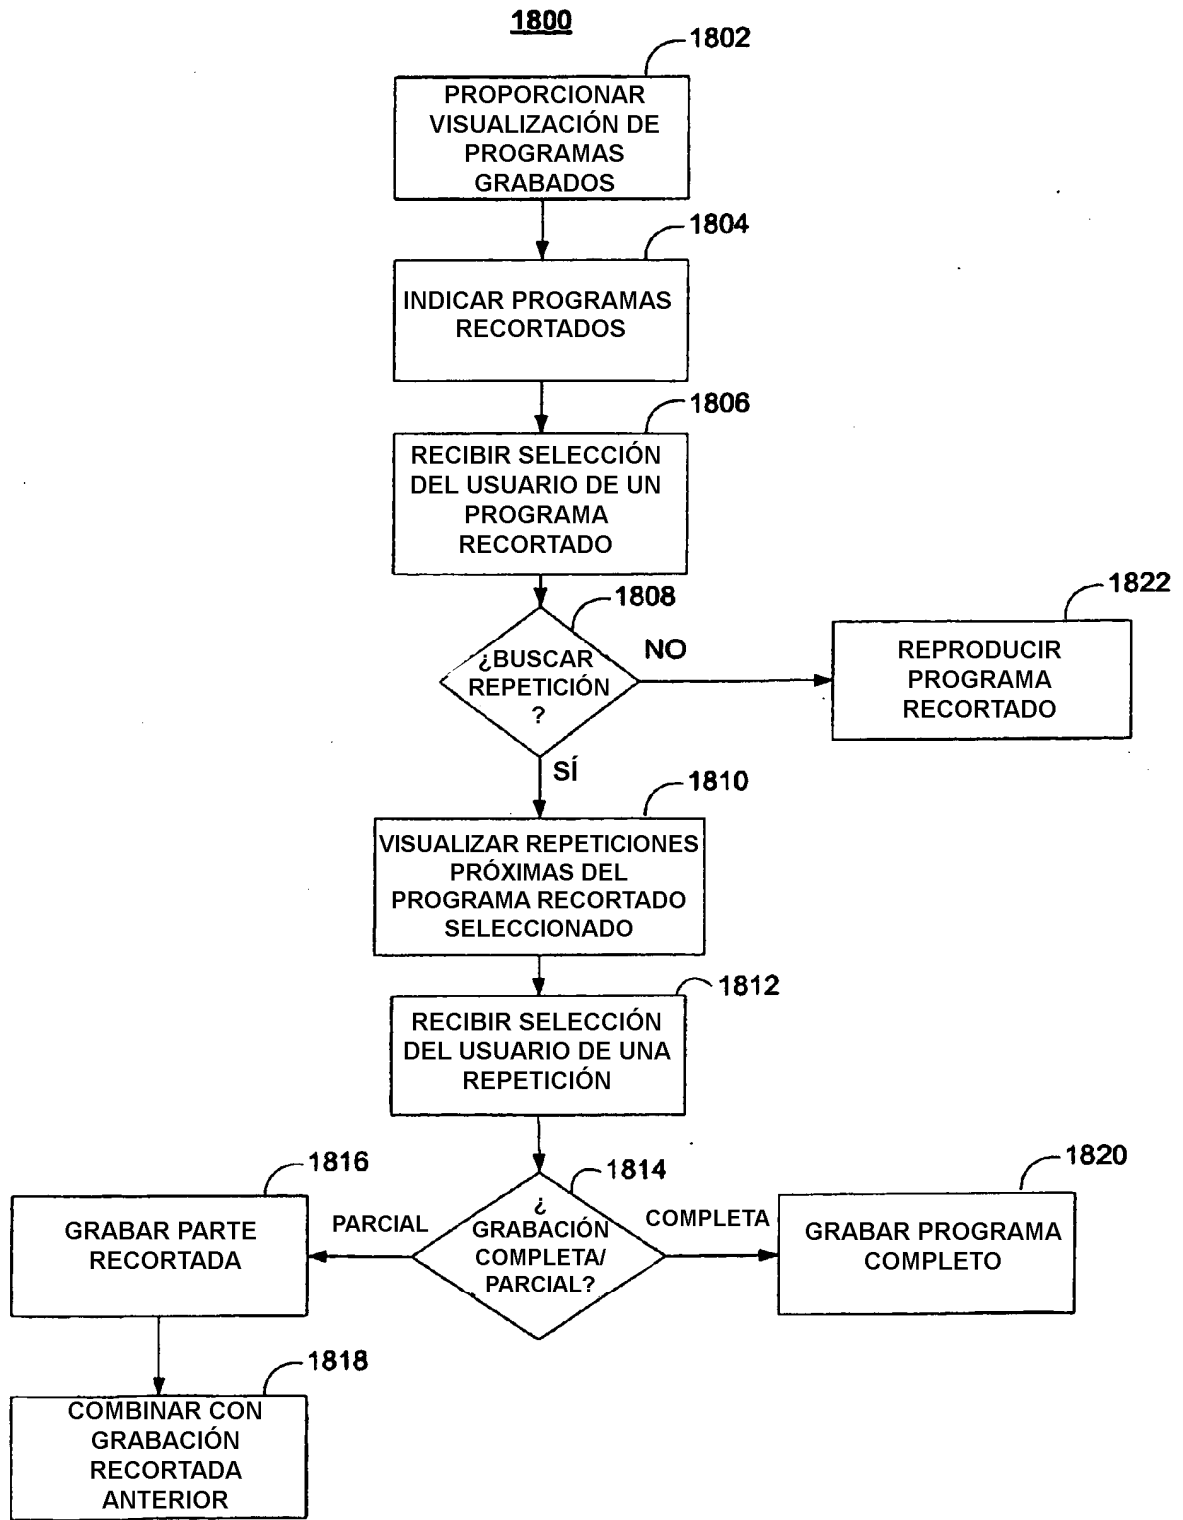 1800
1802
PROPORCIONAR
VISUALIZACIÓN DE
PROGRAMAS
GRABADOS
1804
INDICAR PROGRAMAS
RECORTADOS
1806
RECIBIR SELECCIÓN
DEL USUARIO DE UN
PROGRAMA
RECORTADO
1808
¿BUSCAR
REPETICIÓN
?
NO
1822
REPRODUCIR
PROGRAMA
RECORTADO
SÍ
1810
VISUALIZAR REPETICIONES
PRÓXIMAS DEL
PROGRAMA RECORTADO
SELECCIONADO
1812
RECIBIR SELECCIÓN
DEL USUARIO DE UNA
REPETICIÓN
1814
¿
GRABACIÓN
COMPLETA/
PARCIAL?
PARCIAL
1816
GRABAR PARTE
RECORTADA
COMPLETA
1820
GRABAR PROGRAMA
COMPLETO
1818
COMBINAR CON
GRABACIÓN
RECORTADA
ANTERIOR